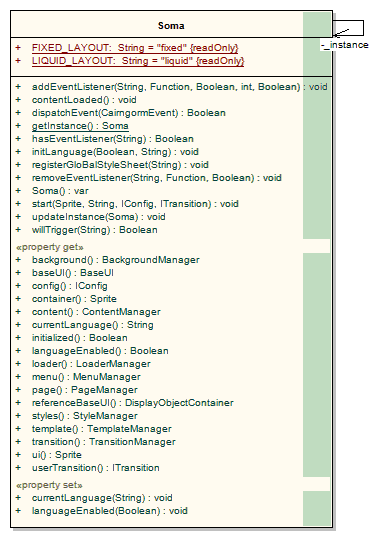 Soma
-_instance
+ FIXED_LAYOUT: String = "fixed" {readOnly}
+ LIQUID_LAYOUT: String = "liquid" {readOnly}
+ addEventListener(String, Function, Boolean, int, Boolean) : void
+ contentLoaded() : void
+ dispatchEvent(CairngormEvent) : Boolean
+ getInstance() : Soma
+ hasEventListener(String) : Boolean
+ initLanguage(Boolean, String) : void
+ registerGloBalStyleSheet(String) : void
+ removeEventListener(String, Function, Boolean) : void
+ Soma() : var
+ start(Sprite, String, IConfig, ITransition) : void
+ updateInstance(Soma) : void
+ willTrigger(String) : Boolean
«property get»
+ background() : BackgroundManager
+ baseUI() : BaseUI
+ config() : IConfig
+ container() : Sprite
+ content() : ContentManager
+ currentLanguage() : String
+ initialized() : Boolean
+ languageEnabled() : Boolean
+ loader() : LoaderManager
+ menu() : MenuManager
+ page() : PageManager
+ referenceBaseUI() : DisplayObjectContainer
+ styles() : StyleManager
+ template() : TemplateManager
+ transition() : TransitionManager
+ ui() : Sprite
+ userTransition() : ITransition
«property set»
+ currentLanguage(String) : void
+ languageEnabled(Boolean) : void